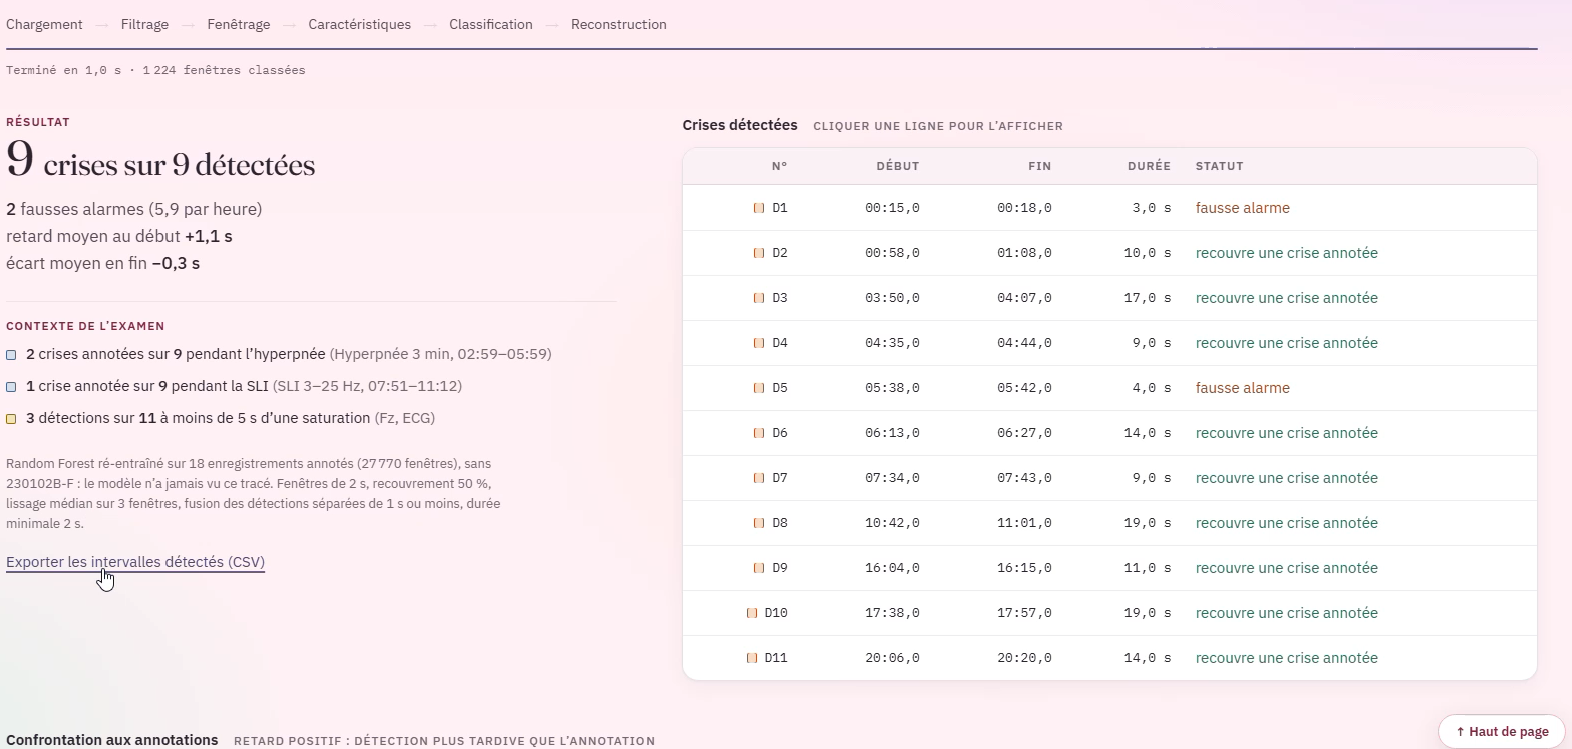 Chargement → Filtrage → Fenêtrage → Caractéristiques → Classification → Reconstruction
Terminé en 1,0 s · 1 224 fenêtres classées
RÉSULTAT
9 crises sur 9 détectées
2 fausses alarmes (5,9 par heure)
retard moyen au début +1,1 s
écart moyen en fin −0,3 s
CONTEXTE DE L’EXAMEN
2 crises annotées sur 9 pendant l’hyperpnée (Hyperpnée 3 min, 02:59–05:59)
1 crise annotée sur 9 pendant la SLI (SLI 3–25 Hz, 07:51–11:12)
3 détections sur 11 à moins de 5 s d’une saturation (Fz, ECG)
Random Forest ré-entraîné sur 18 enregistrements annotés (27 770 fenêtres), sans
230102B-F : le modèle n’a jamais vu ce tracé. Fenêtres de 2 s, recouvrement 50 %,
lissage médian sur 3 fenêtres, fusion des détections séparées de 1 s ou moins, durée
minimale 2 s.
Exporter les intervalles détectés (CSV)
Crises détectées CLIQUER UNE LIGNE POUR L’AFFICHER
N° DÉBUT FIN DURÉE STATUT
D1 00:15,0 00:18,0 3,0 s fausse alarme
D2 00:58,0 01:08,0 10,0 s recouvre une crise annotée
D3 03:50,0 04:07,0 17,0 s recouvre une crise annotée
D4 04:35,0 04:44,0 9,0 s recouvre une crise annotée
D5 05:38,0 05:42,0 4,0 s fausse alarme
D6 06:13,0 06:27,0 14,0 s recouvre une crise annotée
D7 07:34,0 07:43,0 9,0 s recouvre une crise annotée
D8 10:42,0 11:01,0 19,0 s recouvre une crise annotée
D9 16:04,0 16:15,0 11,0 s recouvre une crise annotée
D10 17:38,0 17:57,0 19,0 s recouvre une crise annotée
D11 20:06,0 20:20,0 14,0 s recouvre une crise annotée
Confrontation aux annotations RETARD POSITIF : DÉTECTION PLUS TARDIVE QUE L’ANNOTATION
↑ Haut de page